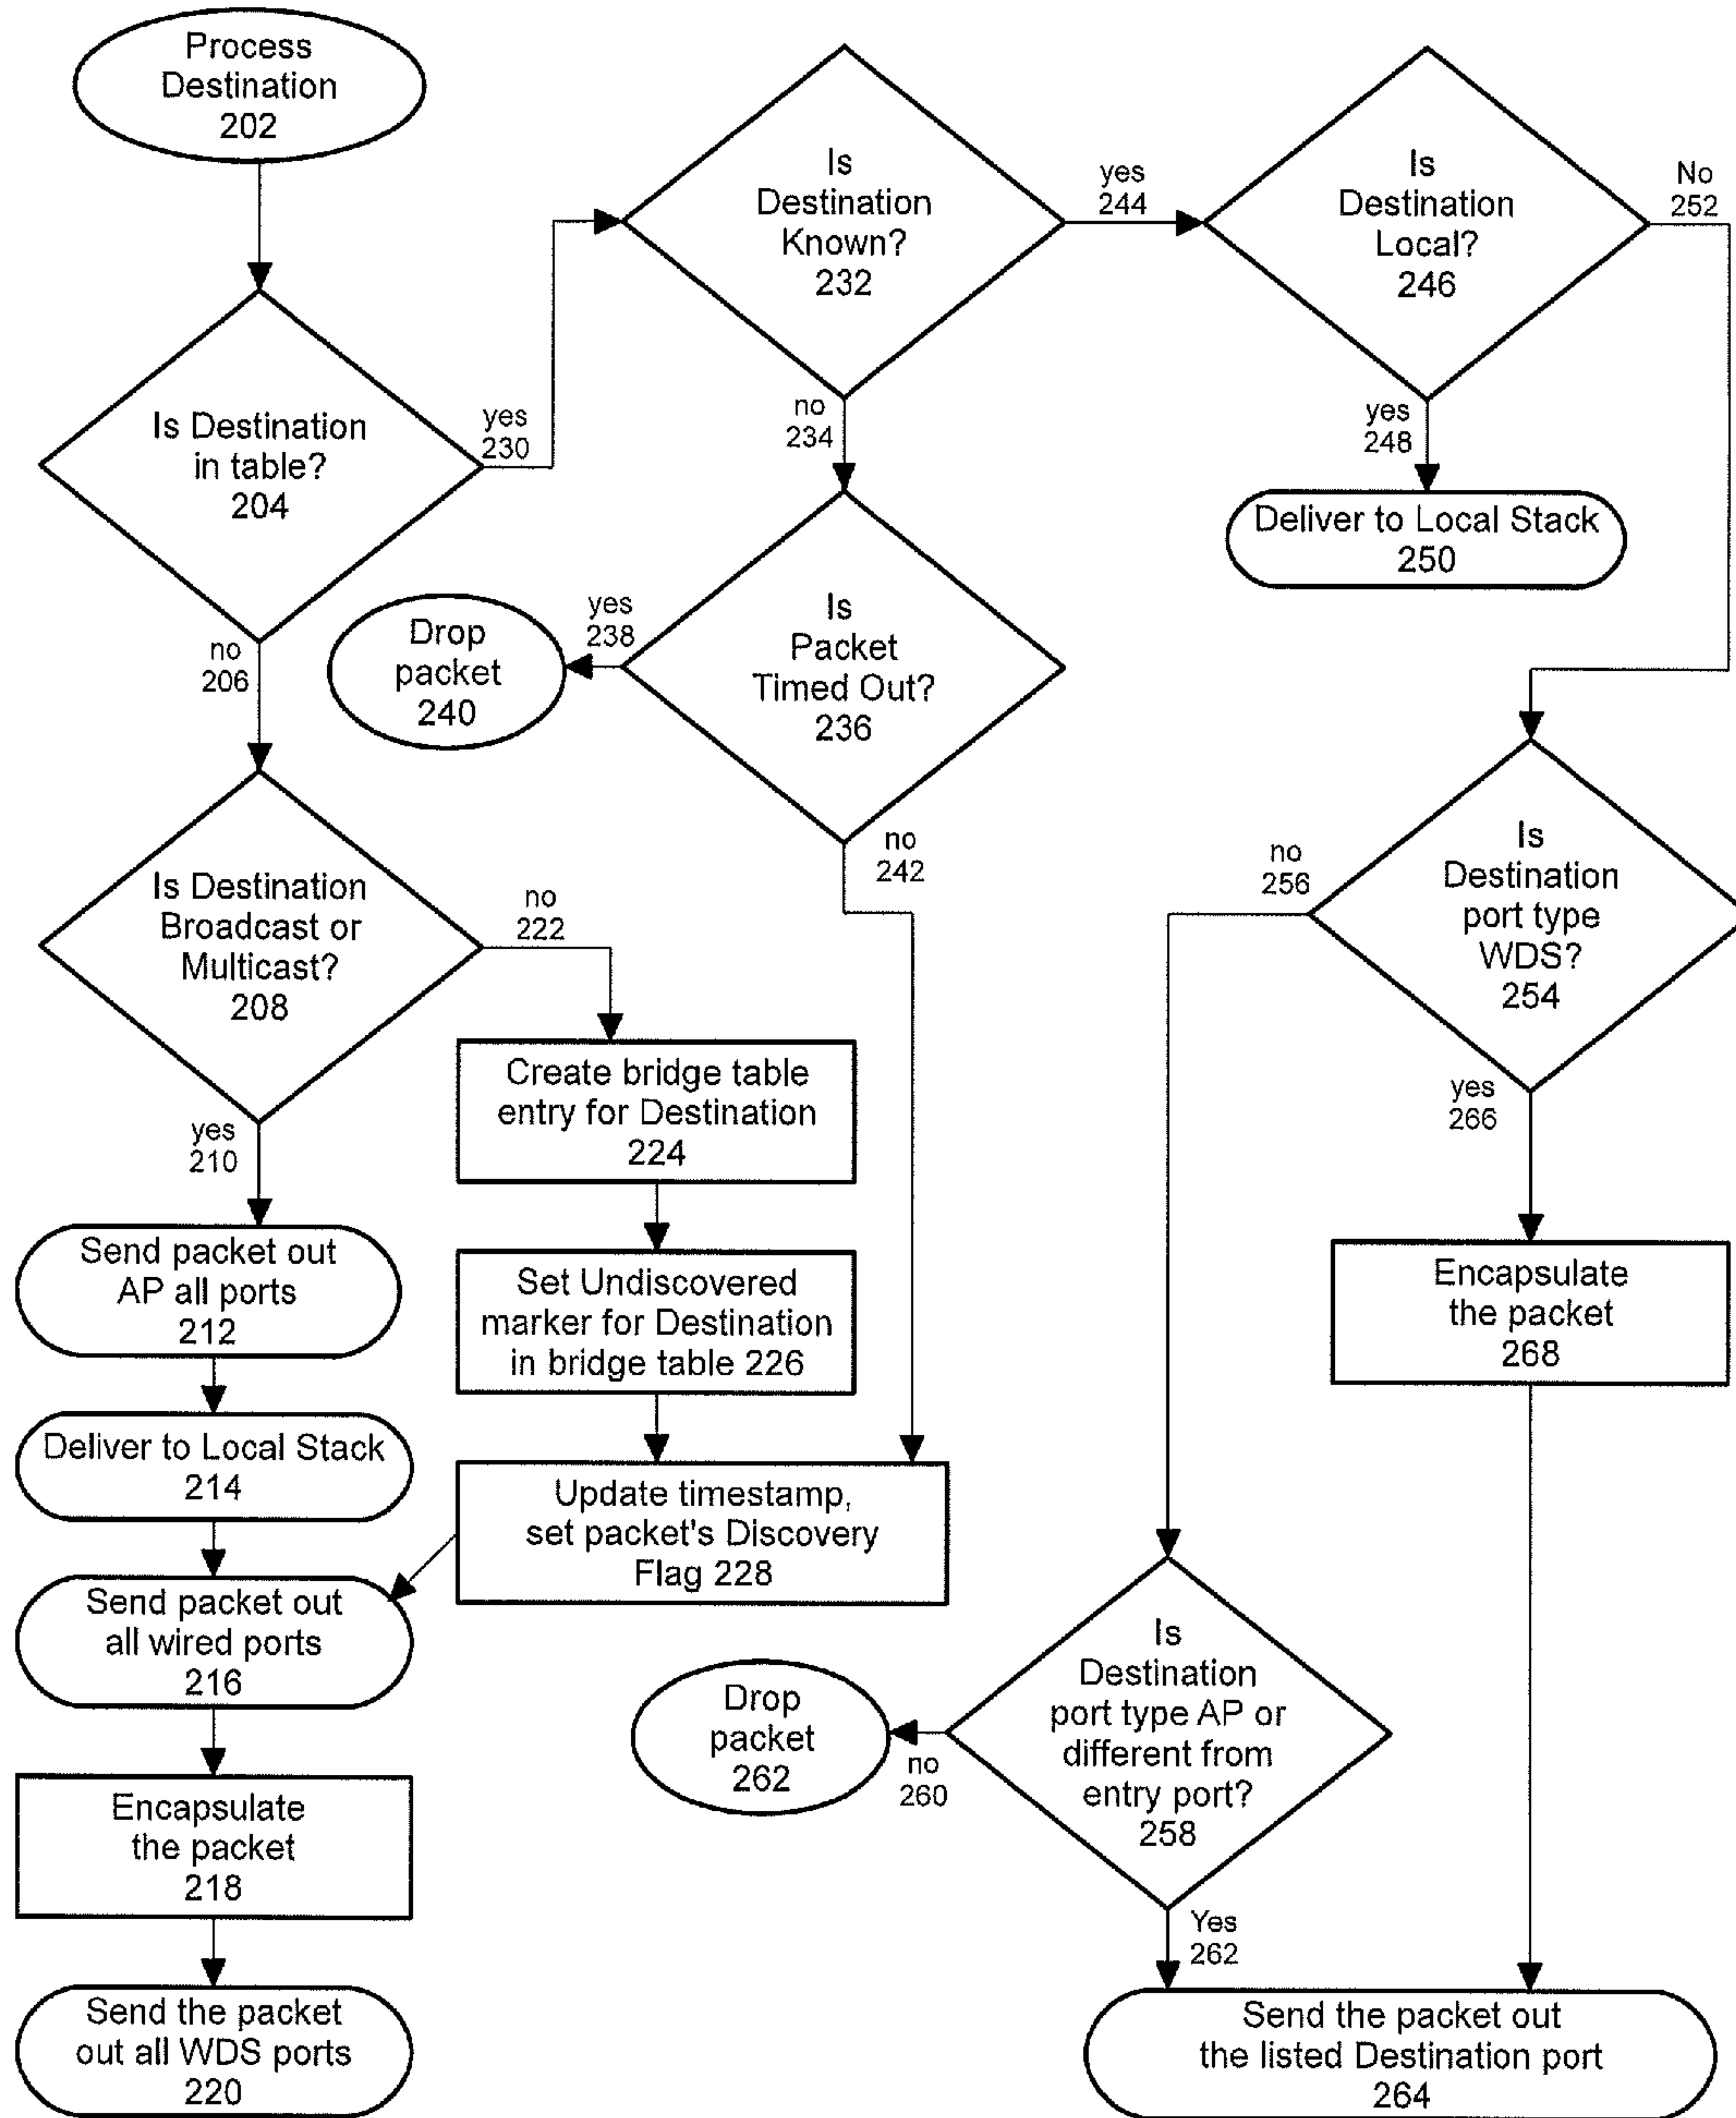 Process
Destination
202
Is Destination
in table?
204
yes
230
no
206
Is Destination
Broadcast or
Multicast?
208
yes
210
no
222
Send packet out
AP all ports
212
Deliver to Local Stack
214
Send packet out
all wired ports
216
Encapsulate
the packet
218
Send the packet
out all WDS ports
220
Create bridge table
entry for Destination
224
Set Undiscovered
marker for Destination
in bridge table 226
Update timestamp,
set packet's Discovery
Flag 228
Is
Destination
Known?
232
yes
244
no
234
Is
Packet
Timed Out?
236
yes
238
Drop
packet
240
no
242
Is
Destination
Local?
246
No
252
yes
248
Deliver to Local Stack
250
Is
Destination
port type
WDS?
254
no
256
yes
266
Encapsulate
the packet
268
Is
Destination
port type AP or
different from
entry port?
258
no
260
Drop
packet
262
Yes
262
Send the packet out
the listed Destination port
264